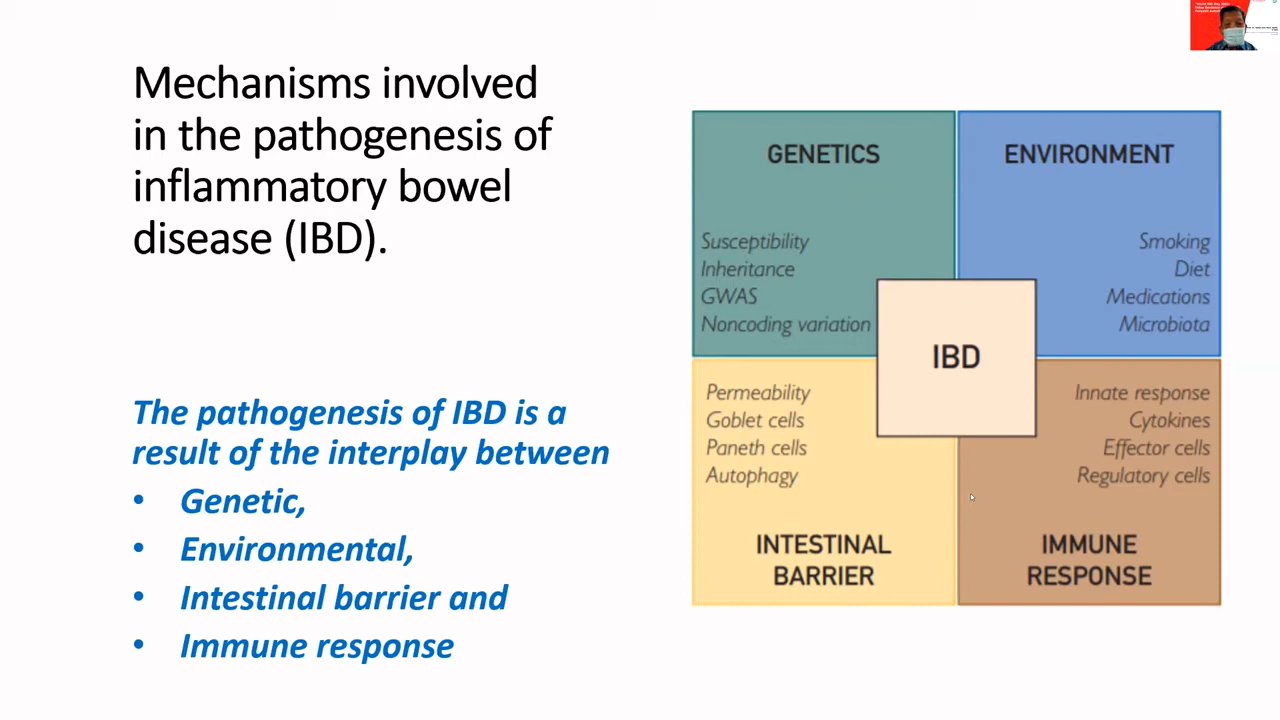 Mechanisms involved
in the pathogenesis of
inflammatory bowel
disease (IBD).
The pathogenesis of IBD is a
result of the interplay between
• Genetic,
• Environmental,
• Intestinal barrier and
• Immune response
GENETICS
Susceptibility
Inheritance
GWAS
Noncoding variation
ENVIRONMENT
Smoking
Diet
Medications
Microbiota
IBD
Permeability
Goblet cells
Paneth cells
Autophagy
INTESTINAL
BARRIER
Innate response
Cytokines
Effector cells
Regulatory cells
IMMUNE
RESPONSE